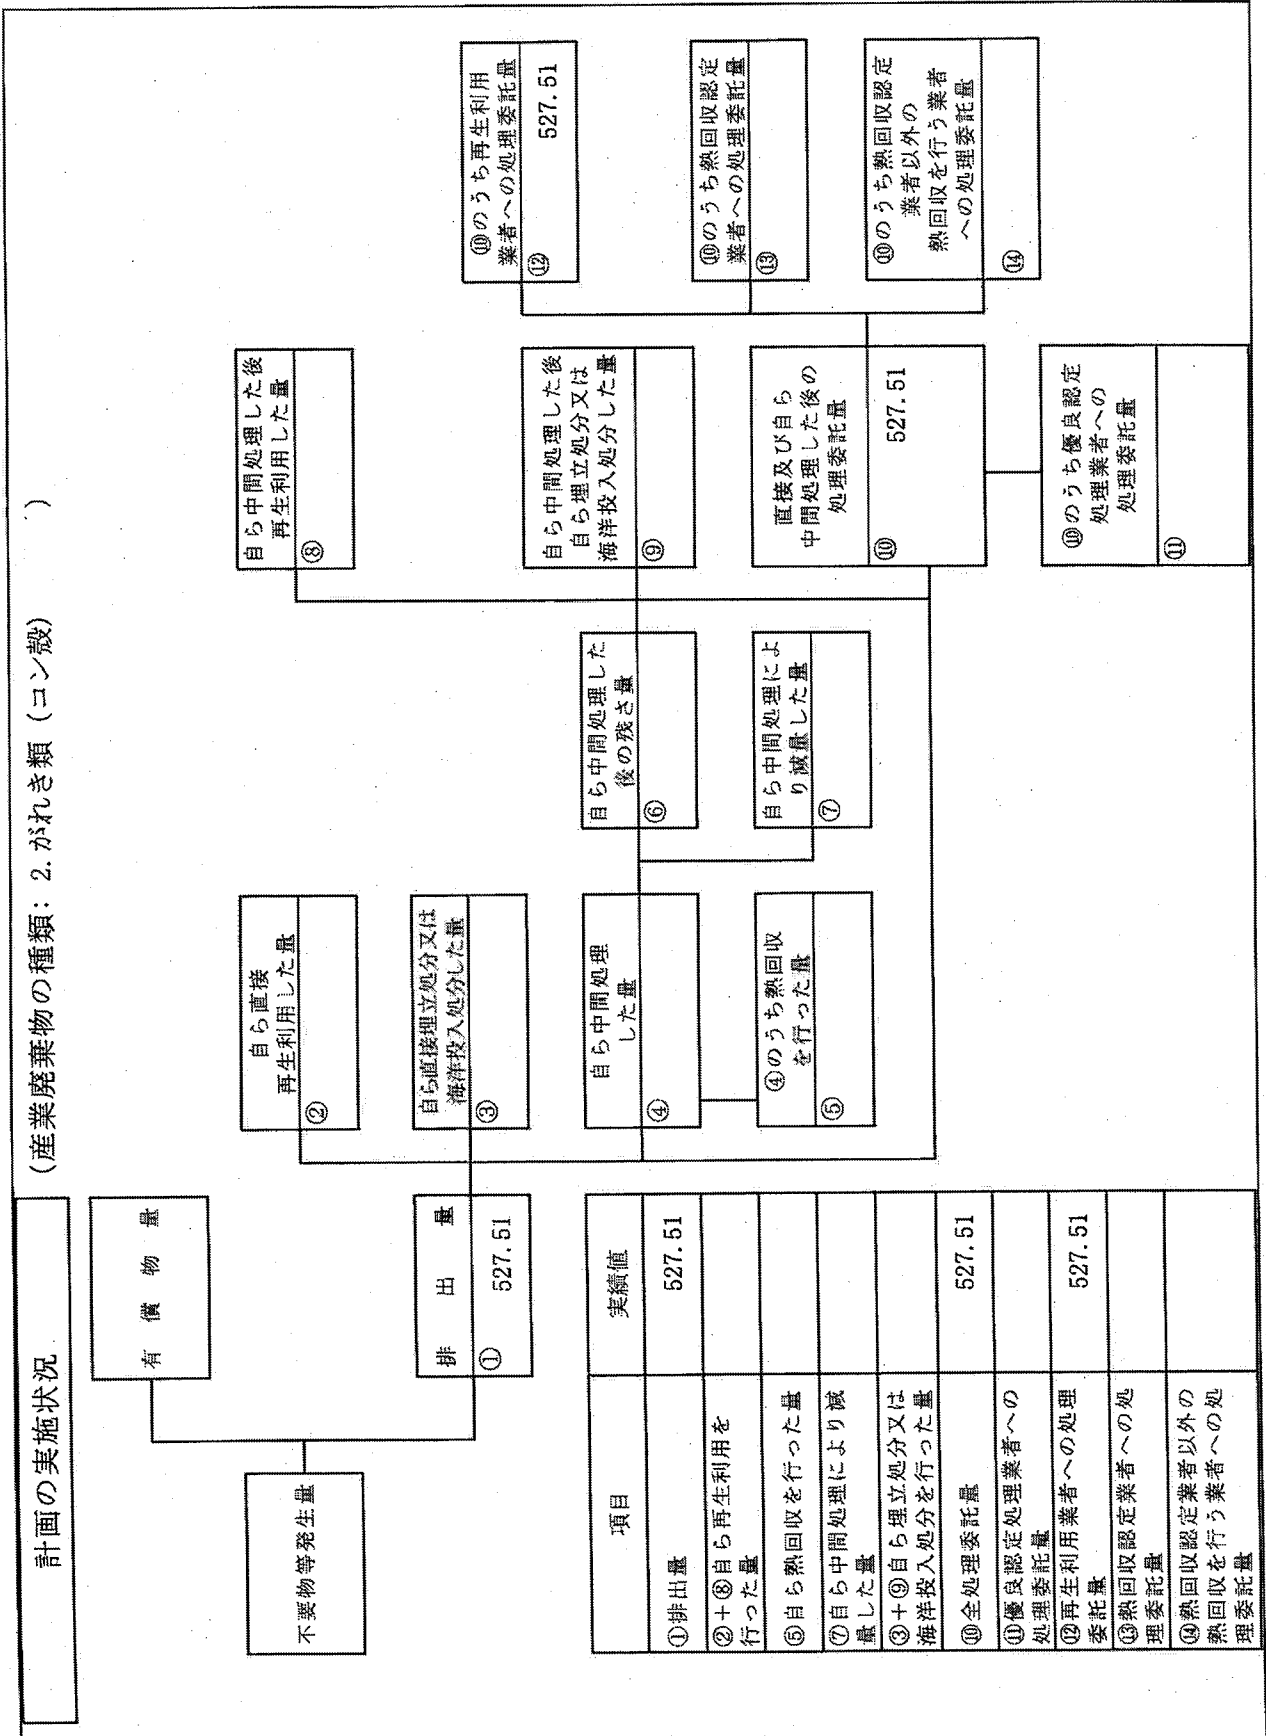 計画の実施状況
(産業廃棄物の種類: 2. がれき類 (コン殻) )
不要物等発生量
有 償 物 量
排 出 量
① 527.51
自ら直接
再生利用した量
②
自ら直接埋立処分又は
海洋投入処分した量
③
自ら中間処理
した量
④
④のうち熱回収
を行った量
⑤
自ら中間処理した
後の残さ量
⑥
自ら中間処理によ
り減量した量
⑦
自ら中間処理した後
再生利用した量
⑧
自ら中間処理した後
自ら埋立処分又は
海洋投入処分した量
⑨
直接及び自ら
中間処理した後の
処理委託量
⑩ 527.51
⑩のうち優良認定
処理業者への
処理委託量
⑪
⑩のうち再生利用
業者への処理委託量
⑫ 527.51
⑩のうち熱回収認定
業者への処理委託量
⑬
⑩のうち熱回収認定
業者以外の
熱回収を行う業者
への処理委託量
⑭
項目 実績値
①排出量 527.51
②+⑧自ら再生利用を
行った量
⑤自ら熱回収を行った量
⑦自ら中間処理により減
量した量
③+⑨自ら埋立処分又は
海洋投入処分を行った量
⑩全処理委託量 527.51
⑪優良認定処理業者への
処理委託量
⑫再生利用業者への処理
委託量 527.51
⑬熱回収認定業者への処
理委託量
⑭熱回収認定業者以外の
熱回収を行う業者への処
理委託量